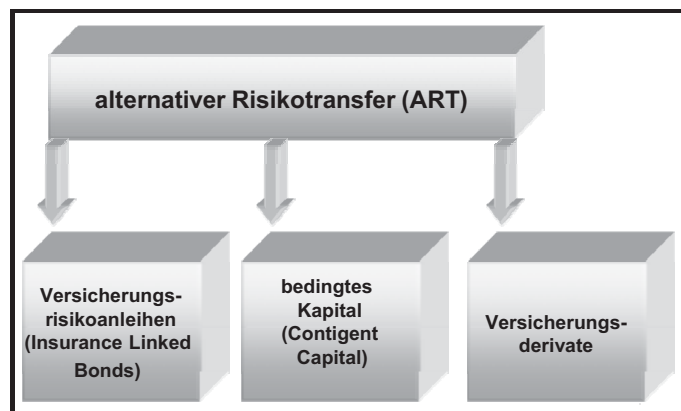 alternativer Risikotransfer (ART)
Versicherungs-
risikoanleihen
(Insurance Linked
Bonds)
bedingtes
Kapital
(Contigent
Capital)
Versicherungs-
derivate